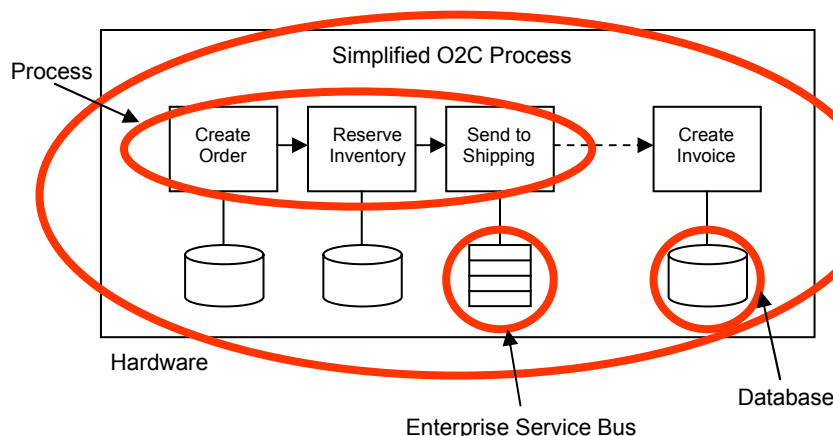 Simplified O2C Process
Process
Create
Order
Reserve
Inventory
Send to
Shipping
Create
Invoice
Hardware
Database
Enterprise Service Bus